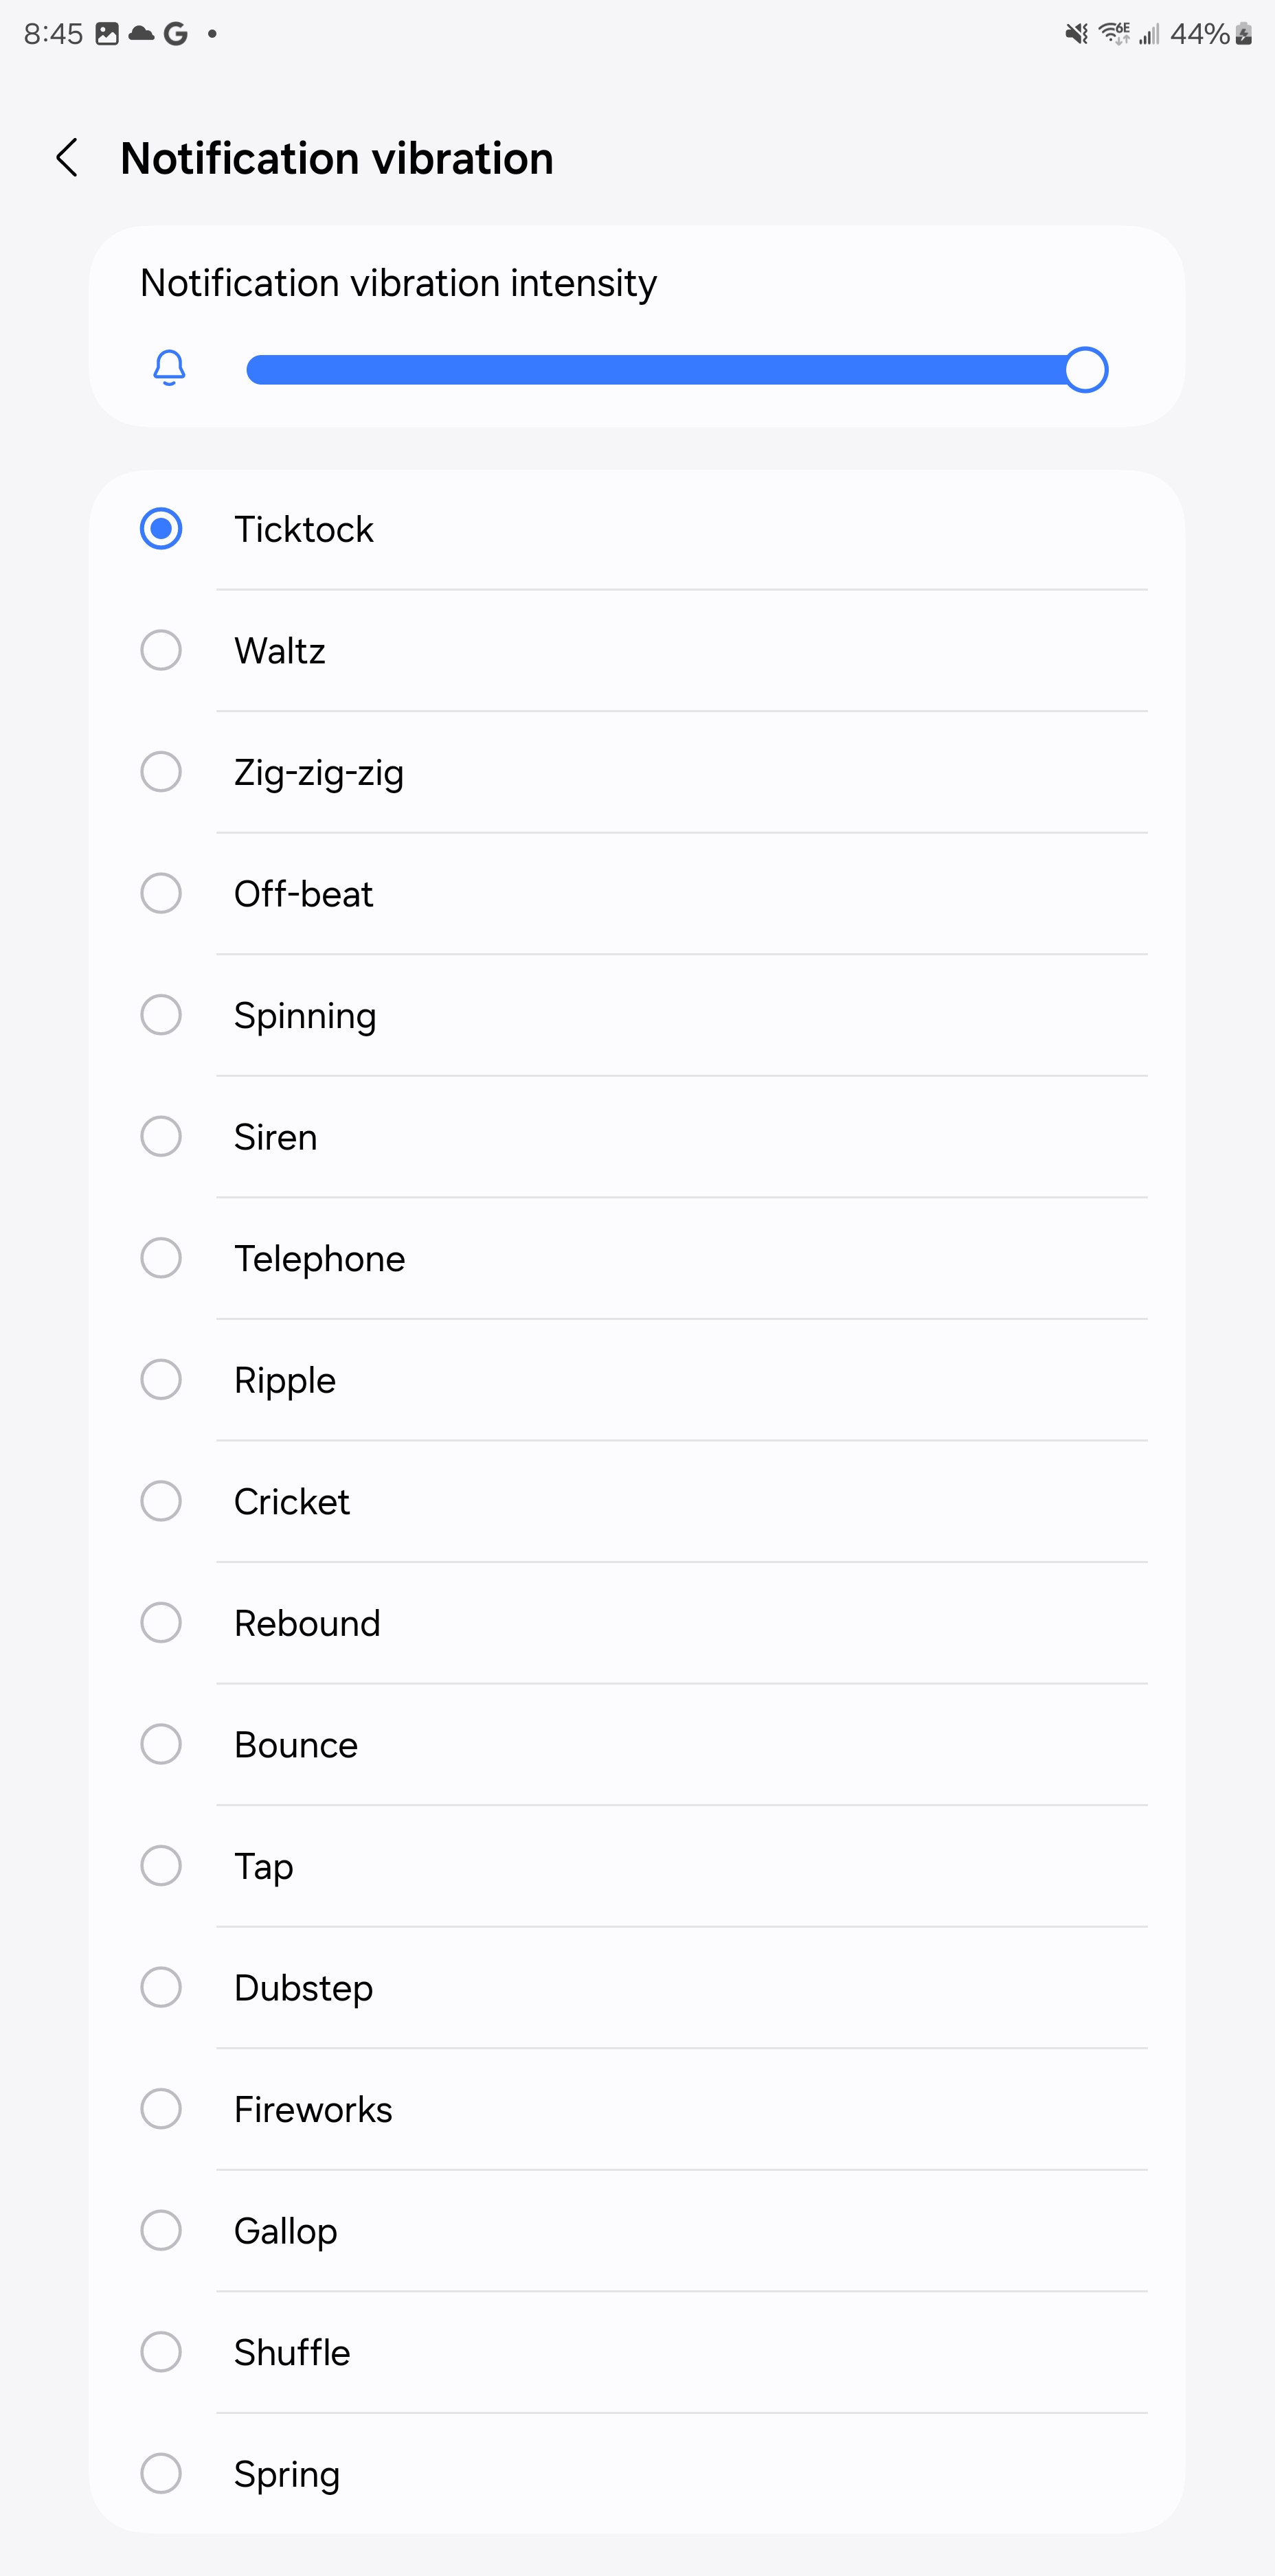 8:45 G 6E 44%
Notification vibration
Notification vibration intensity
Ticktock
Waltz
Zig-zig-zig
Off-beat
Spinning
Siren
Telephone
Ripple
Cricket
Rebound
Bounce
Tap
Dubstep
Fireworks
Gallop
Shuffle
Spring